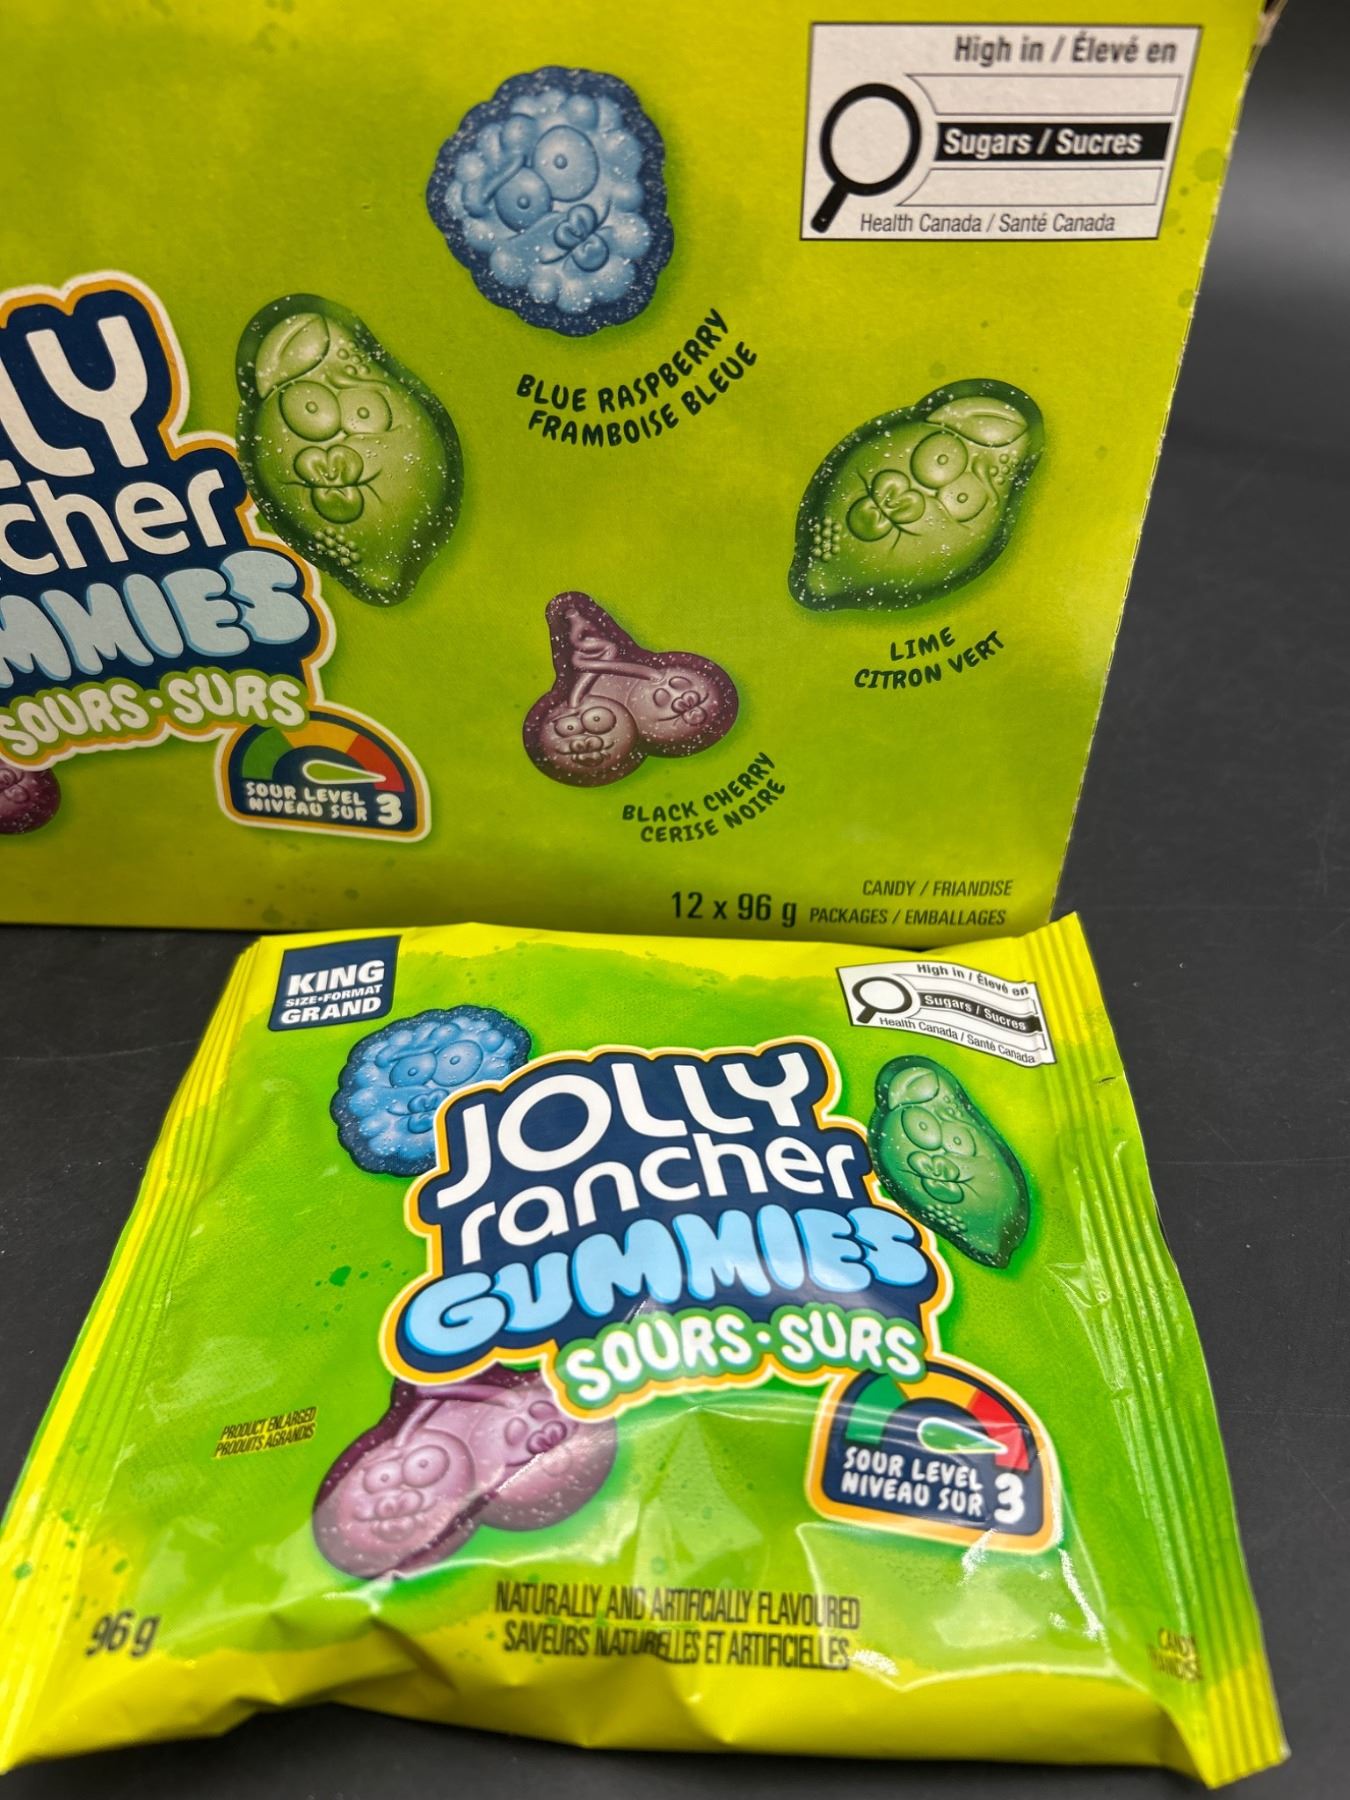 High in / Élevé en
Sugars / Sucres
Health Canada / Santé Canada
BLUE RASPBERRY
FRAMBOISE BLEUE
LY
cher
MMIES
SOURS·SURS
LIME
CITRON VERT
SOUR LEVEL
NIVEAU SUR 3
BLACK CHERRY
CERISE NOIRE
CANDY / FRIANDISE
12 x 96 g PACKAGES / EMBALLAGES
KING
SIZE·FORMAT
GRAND
High in / Élevé en
Sugars / Sucres
Health Canada / Santé Canada
JOLLY
rancher
GUMMIES
SOURS·SURS
PRODUCT ENLARGED
PRODUITS AGRANDIS
SOUR LEVEL
NIVEAU SUR 3
NATURALLY AND ARTIFICIALLY FLAVOURED
SAVEURS NATURELLES ET ARTIFICIELLES
96 g